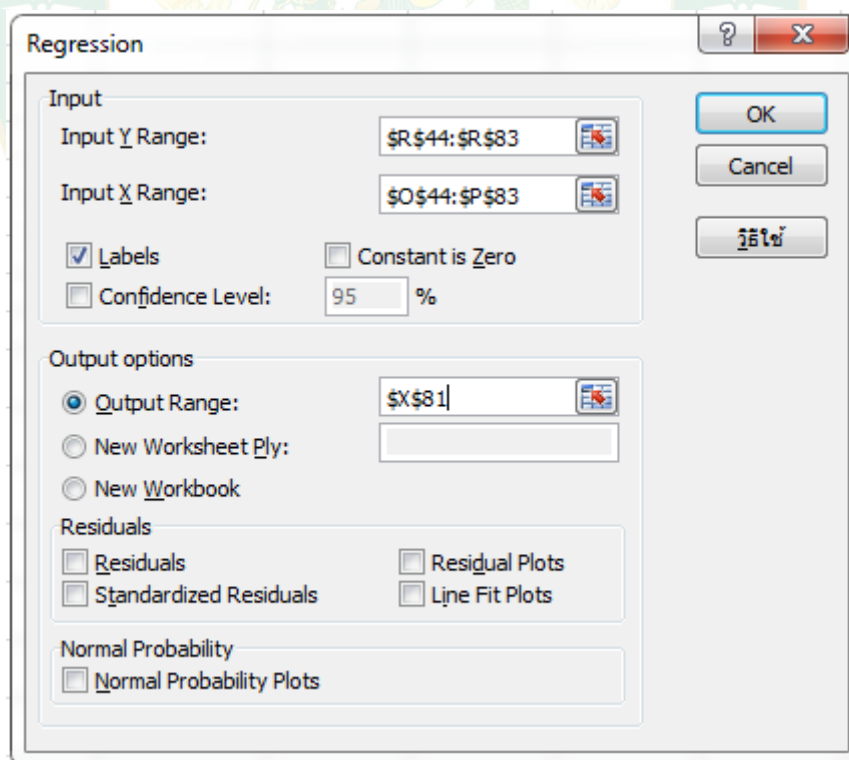 Regression
Input
Input Y Range: $R$44:$R$83
Input X Range: $O$44:$P$83
Labels Constant is Zero
Confidence Level: 95 %
OK
Cancel
วิธีใช้
Output options
Output Range: $X$81
New Worksheet Ply:
New Workbook
Residuals
Residuals Residual Plots
Standardized Residuals Line Fit Plots
Normal Probability
Normal Probability Plots